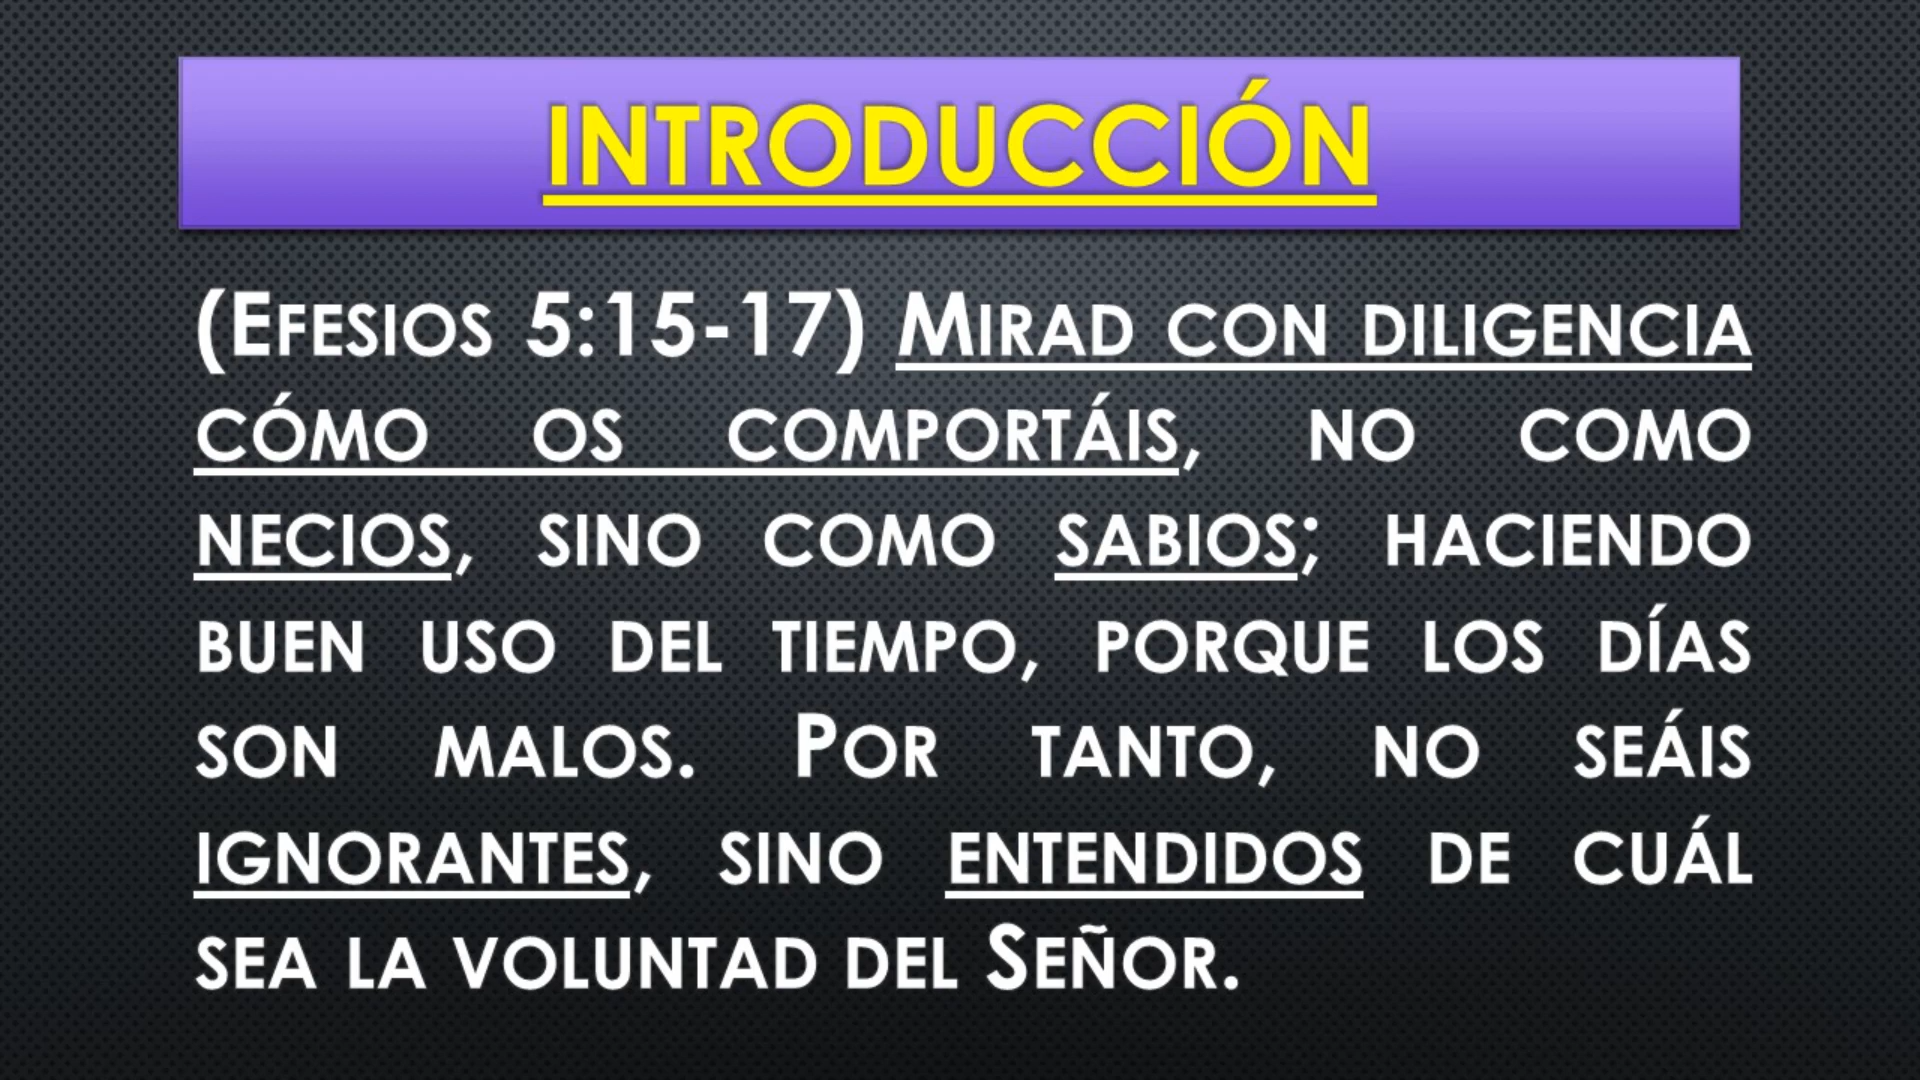 INTRODUCCIÓN
(Efesios 5:15-17) Mirad con diligencia
cómo os comportáis, no como
necios, sino como sabios; haciendo
buen uso del tiempo, porque los días
son malos. Por tanto, no seáis
ignorantes, sino entendidos de cuál
sea la voluntad del Señor.